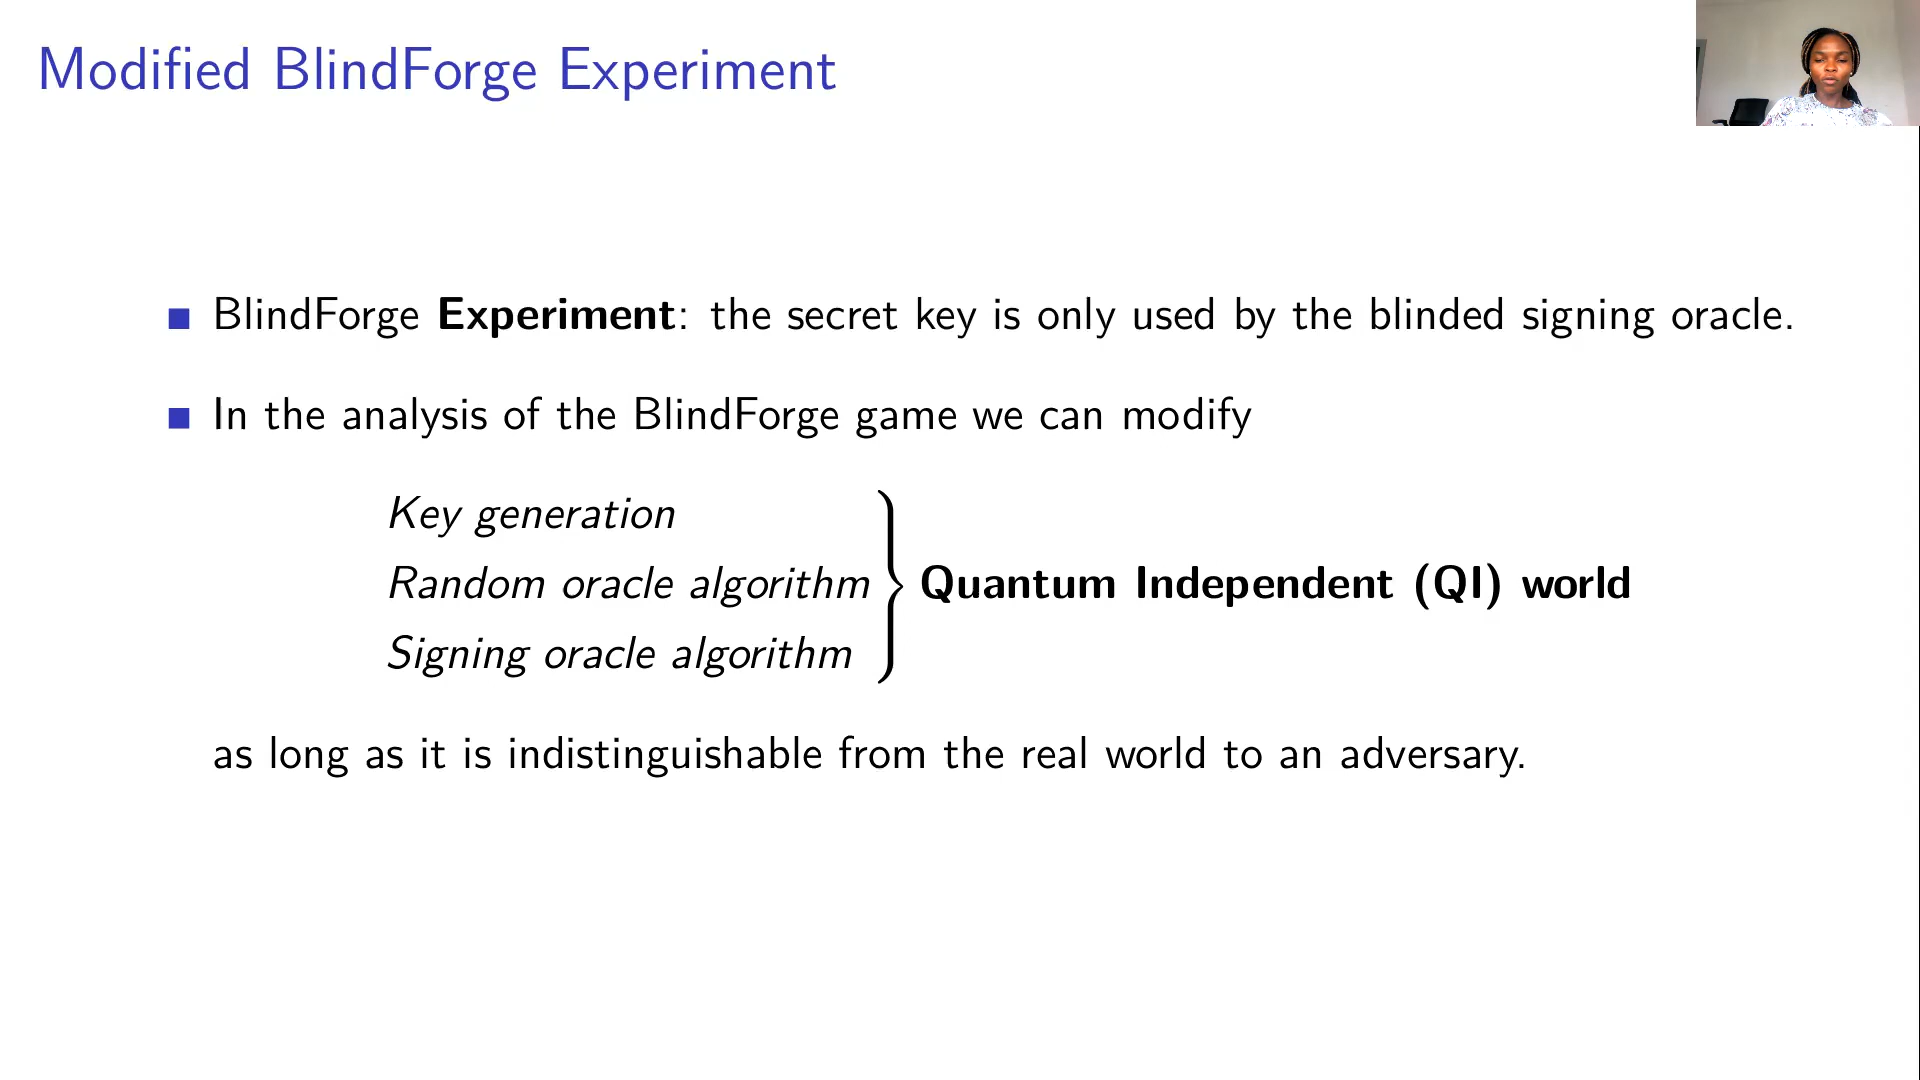 Modified BlindForge Experiment
BlindForge Experiment: the secret key is only used by the blinded signing oracle.
In the analysis of the BlindForge game we can modify
Key generation
Random oracle algorithm
Signing oracle algorithm
Quantum Independent (QI) world
as long as it is indistinguishable from the real world to an adversary.